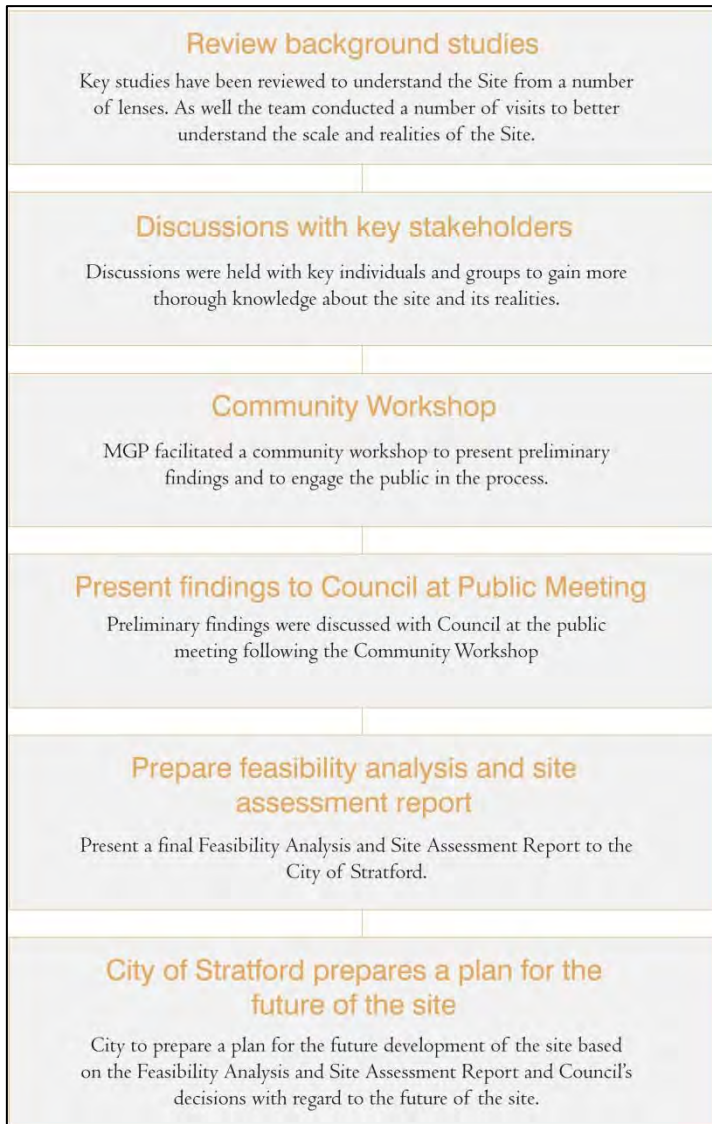 Review background studies
Key studies have been reviewed to understand the Site from a number
of lenses. As well the team conducted a number of visits to better
understand the scale and realities of the Site.
Discussions with key stakeholders
Discussions were held with key individuals and groups to gain more
thorough knowledge about the site and its realities.
Community Workshop
MGP facilitated a community workshop to present preliminary
findings and to engage the public in the process.
Present findings to Council at Public Meeting
Preliminary findings were discussed with Council at the public
meeting following the Community Workshop
Prepare feasibility analysis and site
assessment report
Present a final Feasibility Analysis and Site Assessment Report to the
City of Stratford.
City of Stratford prepares a plan for the
future of the site
City to prepare a plan for the future development of the site based
on the Feasibility Analysis and Site Assessment Report and Council's
decisions with regard to the future of the site.